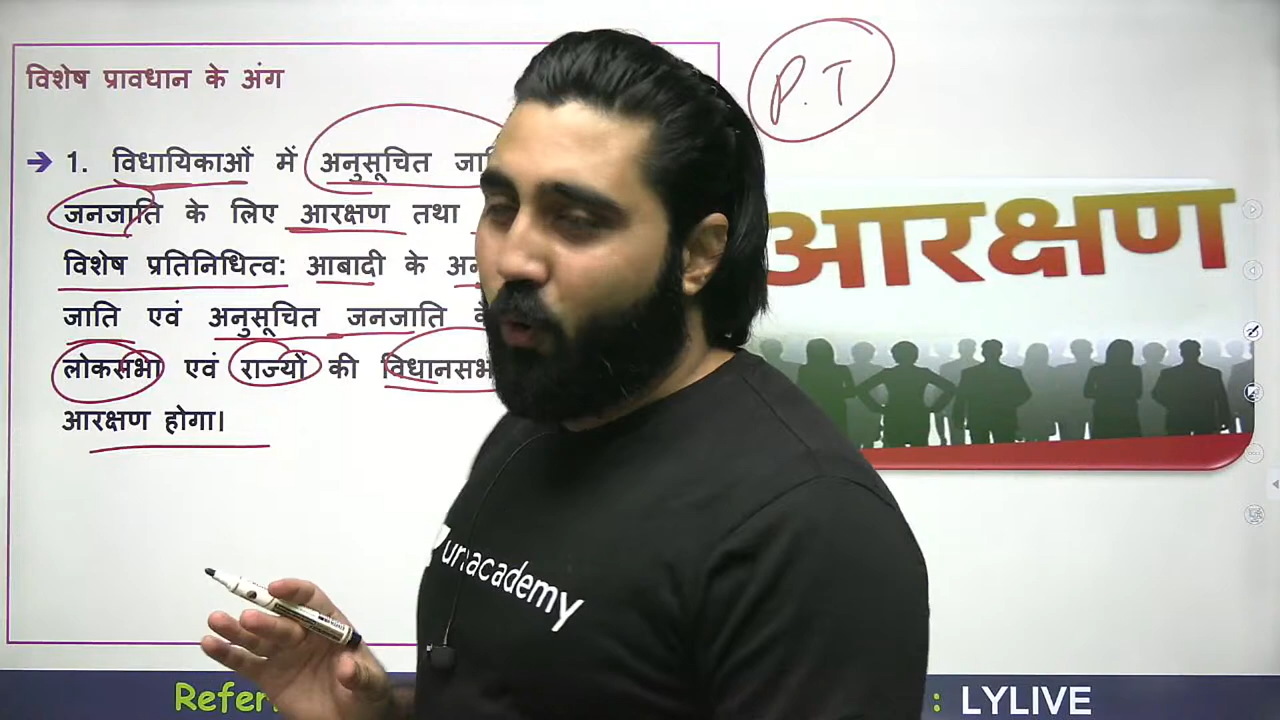 विशेष प्रावधान के अंग
P.T
→ 1. विधायिकाओं में अनुसूचित
जनजाति के लिए आरक्षण तथा
विशेष प्रतिनिधित्व: आबादी के
जाति एवं अनुसूचित जनजाति
लोकसभा एवं राज्यों की
आरक्षण होगा।
आरक्षण
unacademy
: LYLIVE